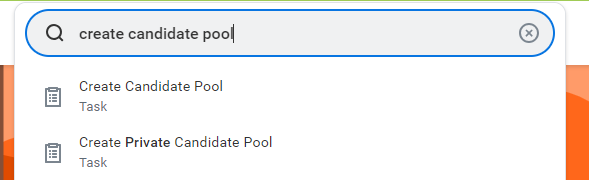 create candidate pool
Create Candidate Pool
Task
Create Private Candidate Pool
Task